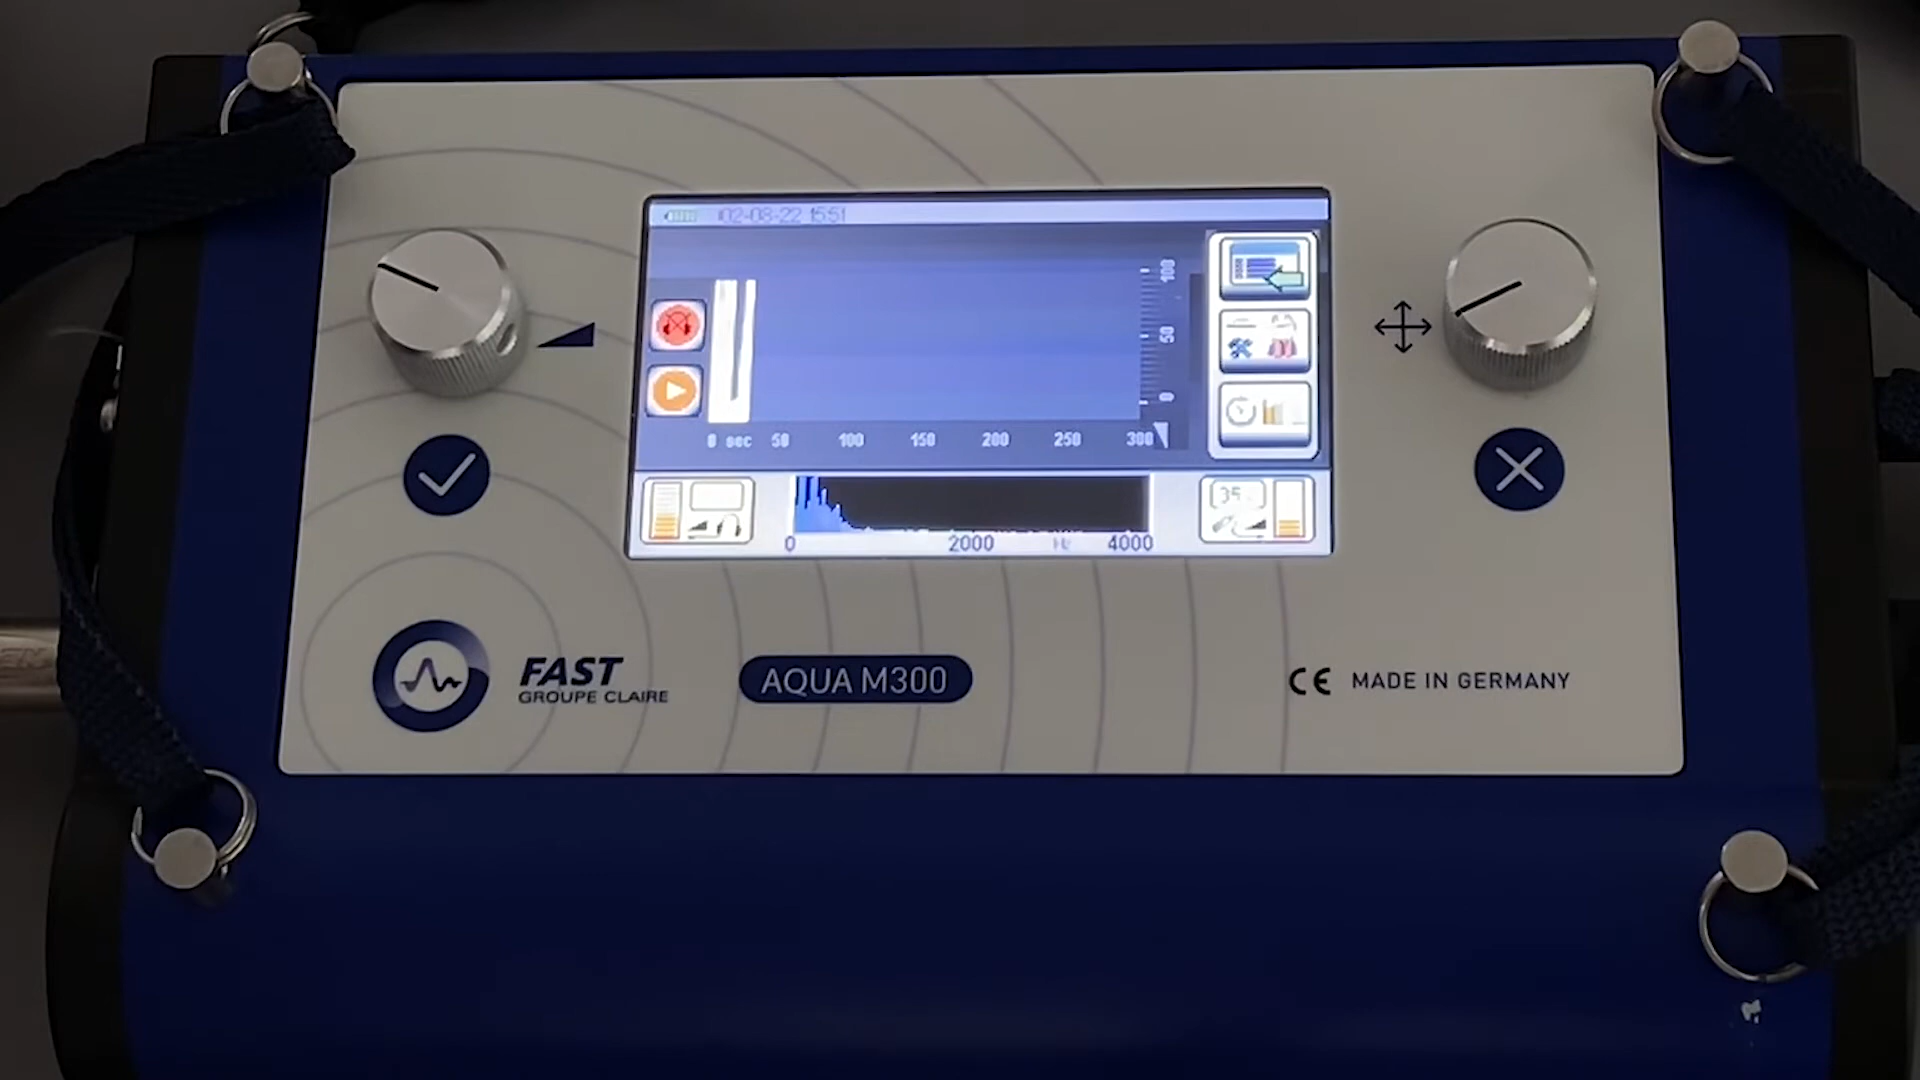 02-08-22 15:51
100
50
0
0 sec 50 100 150 200 250 300
35
0 2000 Hz 4000
FAST
GROUPE CLAIRE
AQUA M300
CE MADE IN GERMANY